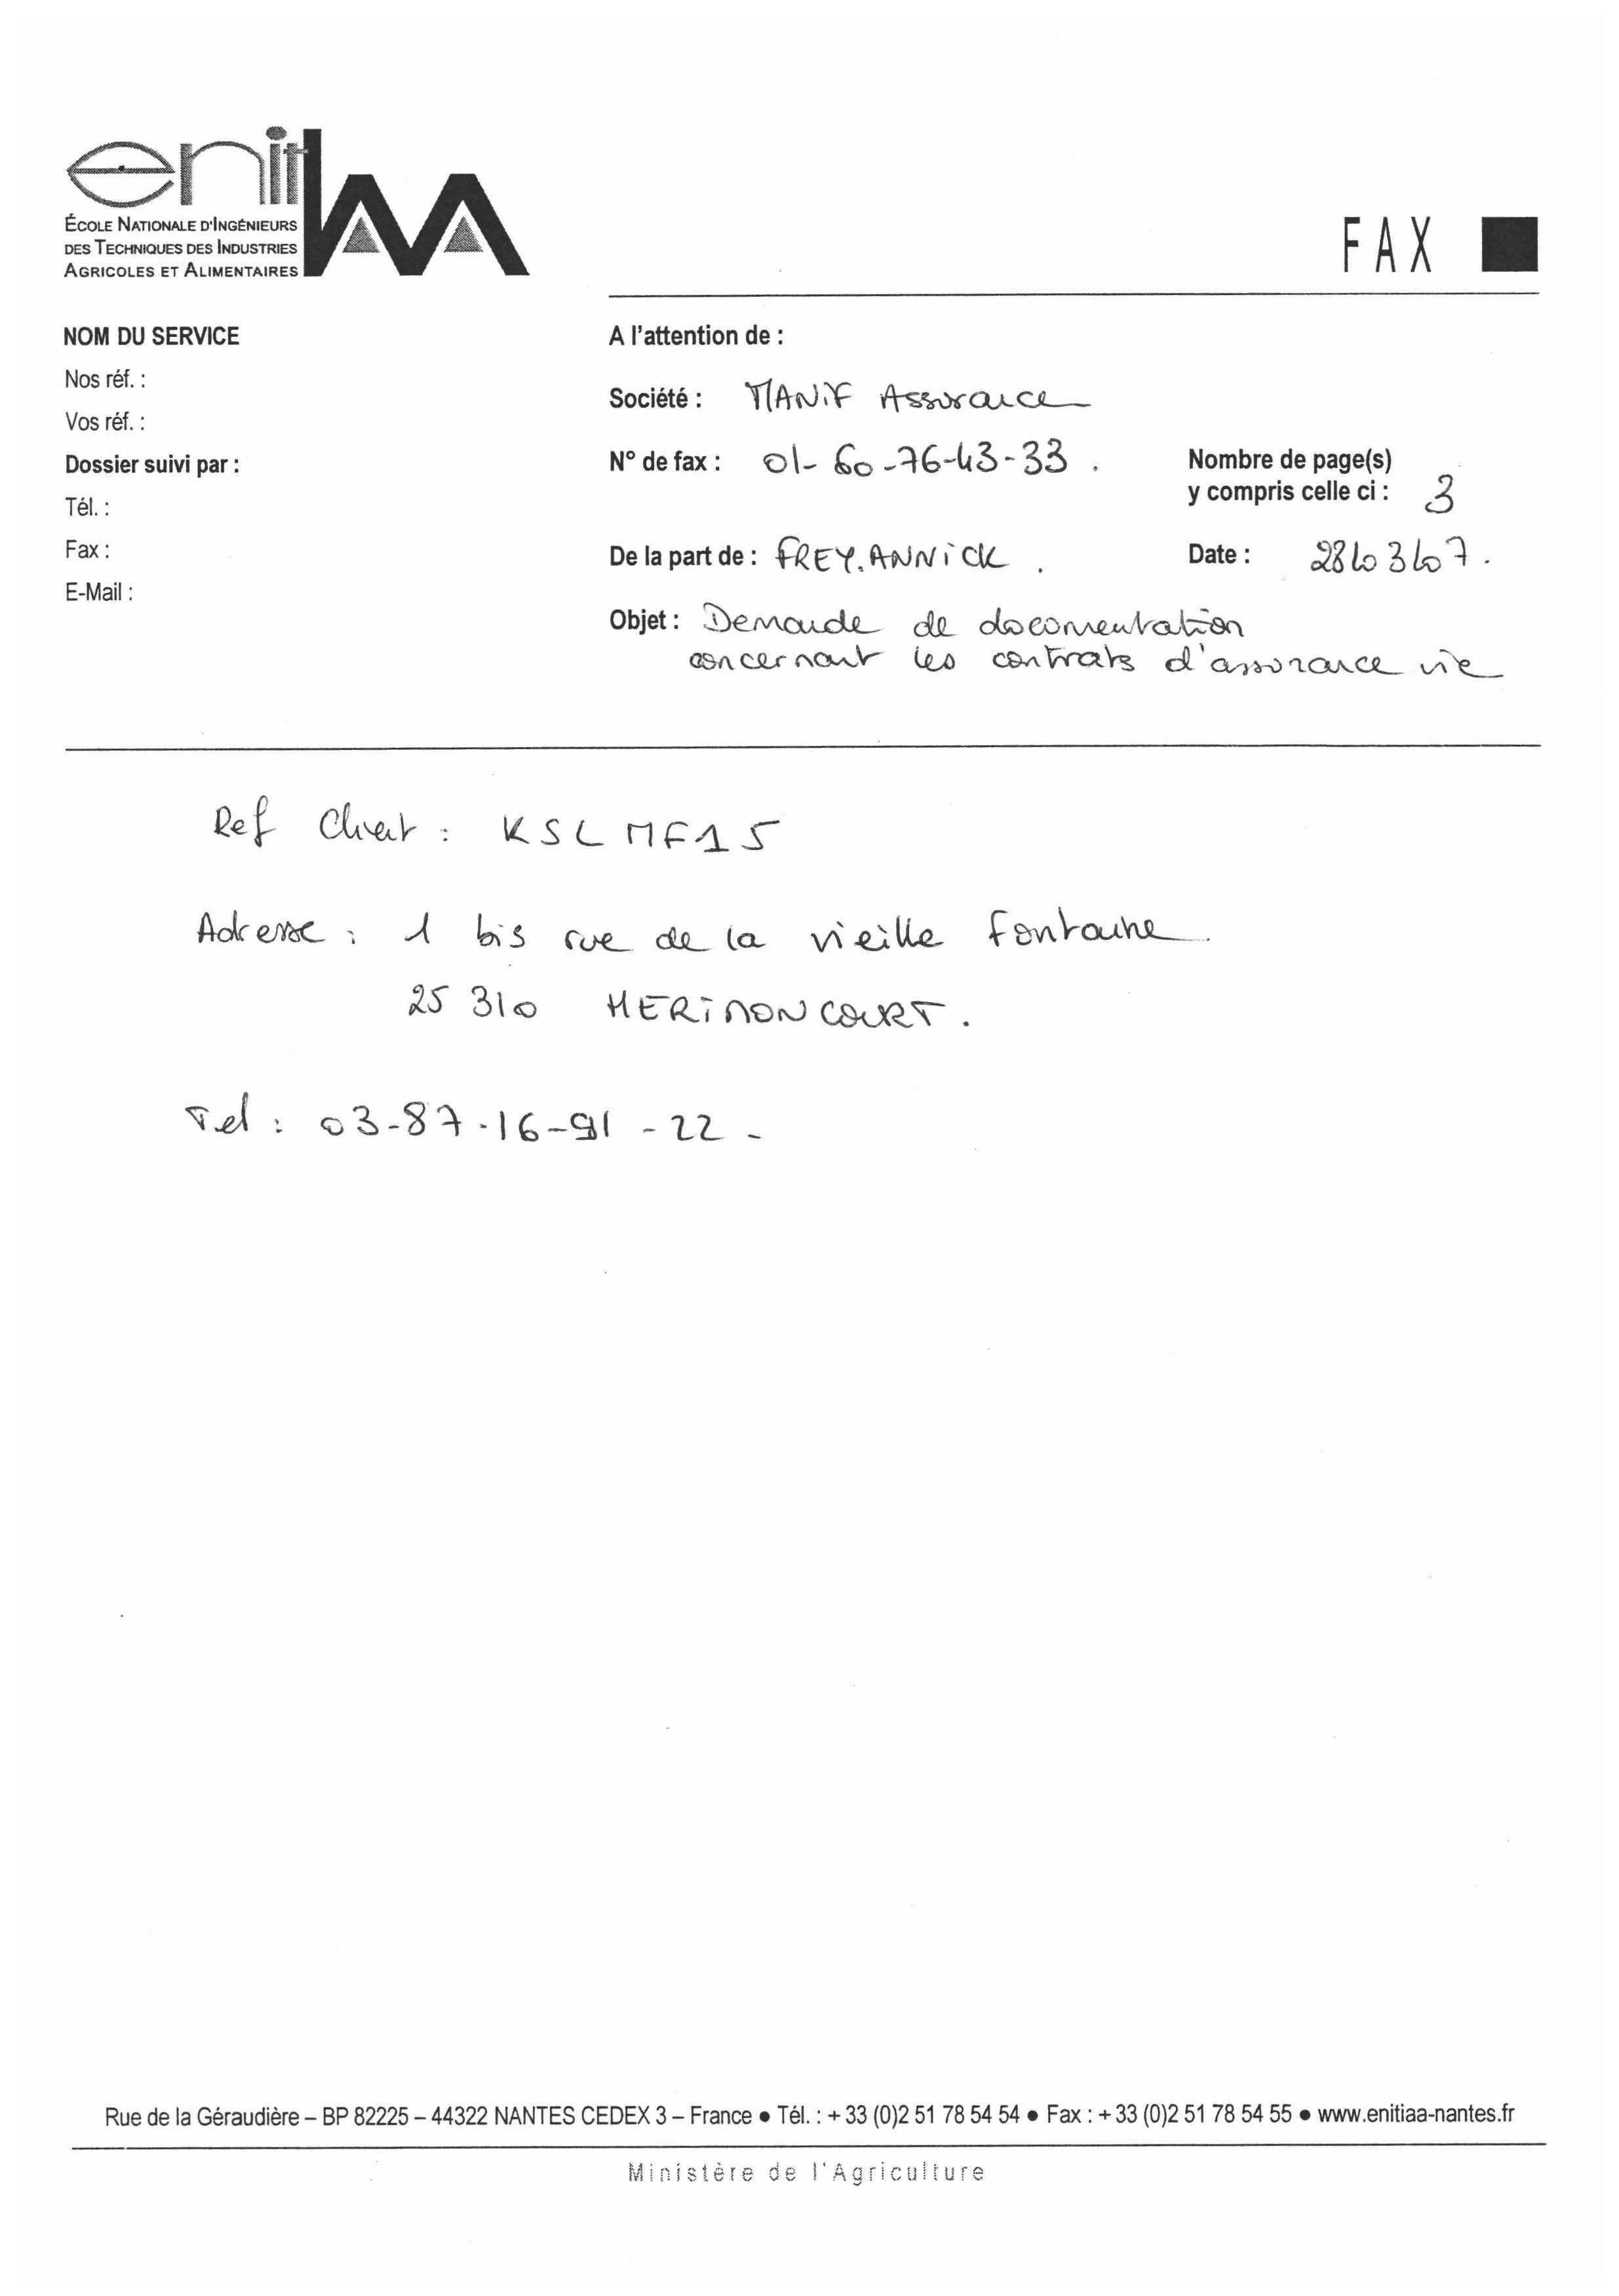 enitIAA
ÉCOLE NATIONALE D'INGÉNIEURS
DES TECHNIQUES DES INDUSTRIES
AGRICOLES ET ALIMENTAIRES
FAX
NOM DU SERVICE
Nos réf. :
Vos réf. :
Dossier suivi par :
Tél. :
Fax :
E-Mail :
A l'attention de :
Société : MANIF Assurance
N° de fax : 01-60-76-43-33.
Nombre de page(s)
y compris celle ci : 3
De la part de : FREY.ANNICK.
Date : 28/03/07.
Objet : Demande de documentation
concernant les contrats d'assurance vie
Ref Client : KSLMF15
Adresse : 1 bis rue de la vieille Fontaine
25 310 HERIMONCOURT.
Tel : 03-87-16-91-22-
Rue de la Géraudière – BP 82225 – 44322 NANTES CEDEX 3 – France ● Tél. : + 33 (0)2 51 78 54 54 ● Fax : + 33 (0)2 51 78 54 55 ● www.enitiaa-nantes.fr
Ministère de l'Agriculture